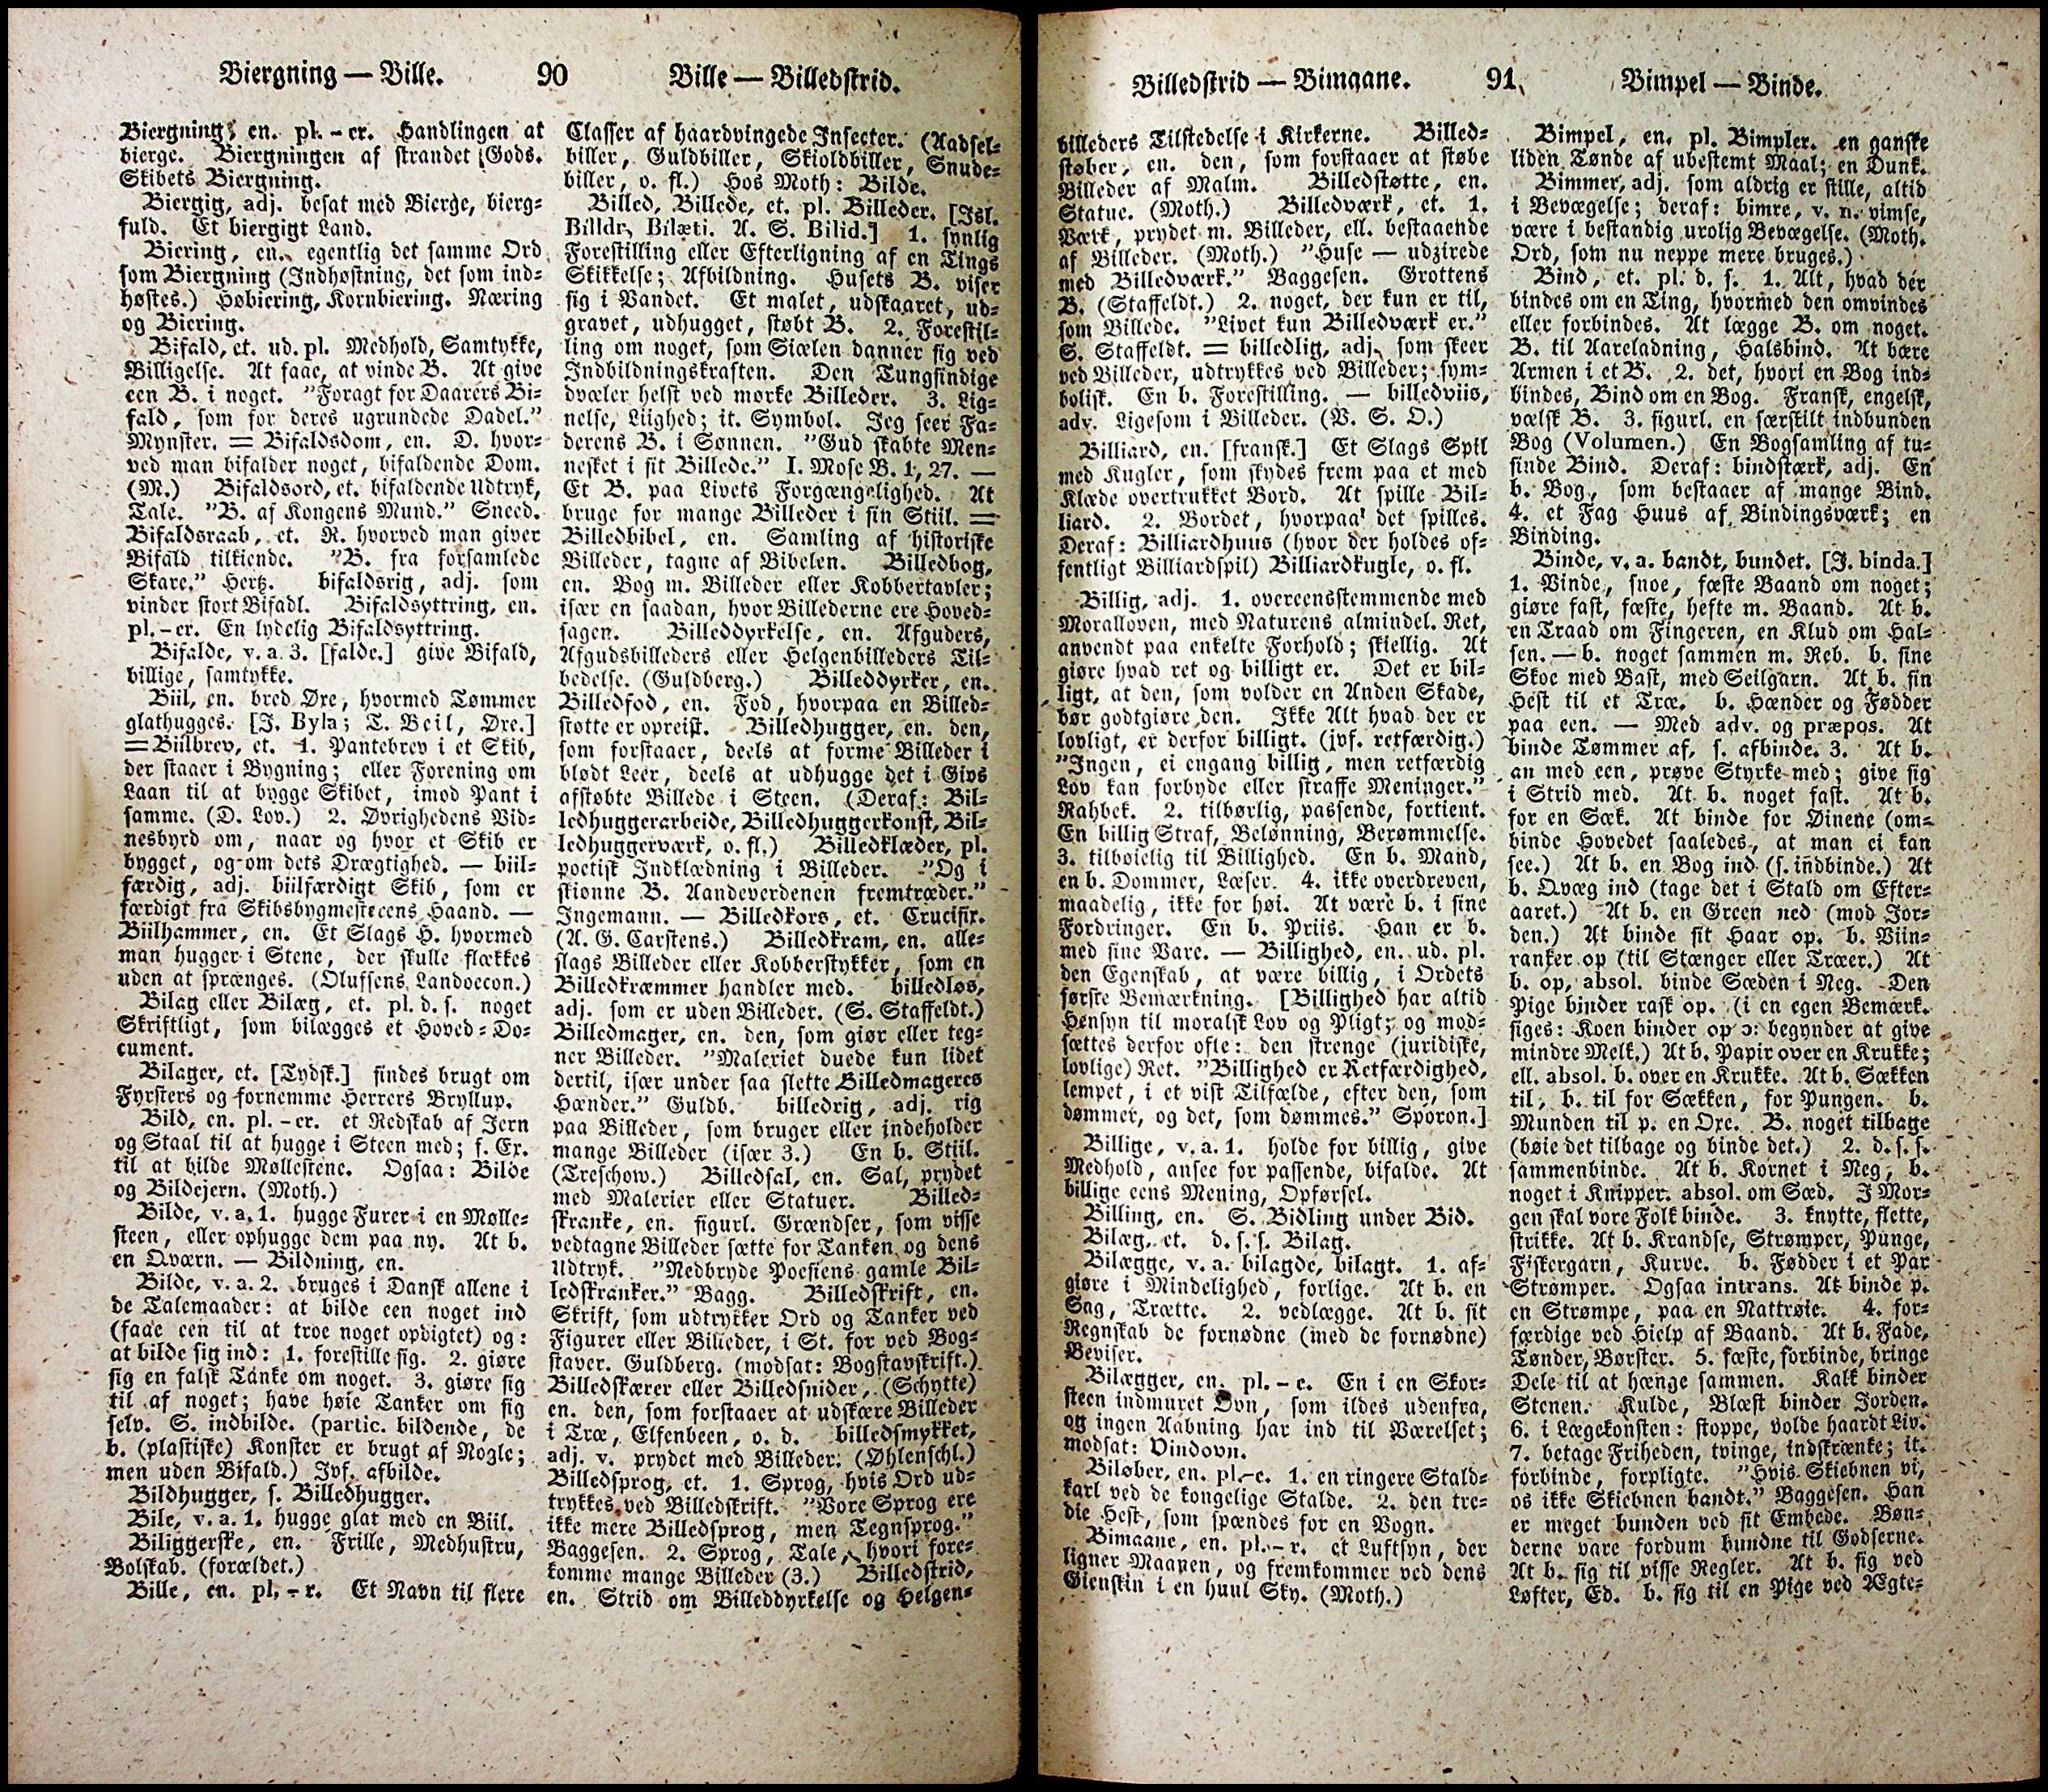 Biergning — Bille.
90
Bille — Billedstrid.
Biergning, en. pl. -er. Handlingen at
bierge. Biergningen af strandet Gods.
Skibets Biergning.
Biergig, adj. besat med Bierge, bierg-
fuld. Et biergigt Land.
Biering, en. egentlig det samme Ord
som Biergning (Indhøstning, det som ind-
høstes.) Høbiering, Kornbiering. Næring
og Biering.
Bifald, et. ud. pl. Medhold, Samtykke,
Billigelse. At faae, at vinde B. At give
een B. i noget. "Foragt for Daarers Bi-
fald, som for deres ugrundede Dadel."
Mynster. = Bifaldsdom, en. D. hvor-
ved man bifalder noget, bifaldende Dom.
(M.) Bifaldsord, et. bifaldende Udtryk,
Tale. "B. af Kongens Mund." Sneed.
Bifaldsraab, et. R. hvorved man giver
Bifald tilkiende. "B. fra forsamlede
Skare." Hertz. bifaldsrig, adj. som
vinder stort Bifadl. Bifaldsyttring, en.
pl. -er. En lydelig Bifaldsyttring.
Bifalde, v. a. 3. [falde.] give Bifald,
billige, samtykke.
Biil, en. bred Øxe, hvormed Tømmer
glathugges. [J. Byla; T. Beil, Øxe.]
= Biilbrev, et. 1. Pantebrev i et Skib,
der staaer i Bygning; eller Forening om
Laan til at bygge Skibet, imod Pant i
samme. (D. Lov.) 2. Øvrighedens Vid-
nesbyrd om, naar og hvor et Skib er
bygget, og om dets Drægtighed. — biil-
færdig, adj. biilfærdigt Skib, som er
færdigt fra Skibsbygmesterens Haand. —
Biilhammer, en. Et Slags H. hvormed
man hugger i Stene, der skulle flækkes
uden at sprænges. (Olufsens Landoecon.)
Bilag eller Bilæg, et. pl. d. s. noget
Skriftligt, som bilægges et Hoved-Do-
cument.
Bilager, et. [Tydsk.] findes brugt om
Fyrsters og fornemme Herrers Bryllup.
Bild, en. pl. -er. et Redskab af Jern
og Staal til at hugge i Steen med; f. Ex.
til at bilde Møllestene. Ogsaa: Bilde
og Bildejern. (Moth.)
Bilde, v. a. 1. hugge Furer i en Mølle-
steen, eller ophugge dem paa ny. At b.
en Qværn. — Bildning, en.
Bilde, v. a. 2. bruges i Dansk allene i
de Talemaader: at bilde een noget ind
(faae een til at troe noget opdigtet) og:
at bilde sig ind: 1. forestille sig. 2. giøre
sig en falsk Tanke om noget. 3. giøre sig
til af noget; have høie Tanker om sig
selv. S. indbilde. (partic. bildende, de
b. (plastiske) Konster er brugt af Nogle;
men uden Bifald.) Jvf. afbilde.
Bildhugger, s. Billedhugger.
Bile, v. a. 1. hugge glat med en Biil.
Biliggerske, en. Frille, Medhustru,
Bolskab. (forældet.)
Bille, en. pl. -r. Et Navn til flere
Classer af haardvingede Insecter. (Aadsel-
biller, Guldbiller, Skioldbiller, Snude-
biller, o. fl.) Hos Moth: Bilde.
Billed, Billede, et. pl. Billeder. [Isl.
Billdr, Bilæti. A. S. Bilid.] 1. synlig
Forestilling eller Efterligning af en Tings
Skikkelse; Afbildning. Husets B. viser
sig i Vandet. Et malet, udskaaret, ud-
gravet, udhugget, støbt B. 2. Forestil-
ling om noget, som Siælen danner sig ved
Indbildningskraften. Den Tungsindige
dvæler helst ved mørke Billeder. 3. Lig-
nelse, Liighed; it. Symbol. Jeg seer Fa-
derens B. i Sønnen. "Gud skabte Men-
nesket i sit Billede." I. Mose B. 1, 27. —
Et B. paa Livets Forgængelighed. At
bruge for mange Billeder i sin Stiil. =
Billedbibel, en. Samling af historiske
Billeder, tagne af Bibelen. Billedbog,
en. Bog m. Billeder eller Kobbertavler;
især en saadan, hvor Billederne ere Hoved-
sagen. Billeddyrkelse, en. Afguders,
Afgudsbilleders eller Helgenbilleders Til-
bedelse. (Guldberg.) Billeddyrker, en.
Billedfod, en. Fod, hvorpaa en Billed-
støtte er opreist. Billedhugger, en. den,
som forstaaer, deels at forme Billeder i
blødt Leer, deels at udhugge det i Gips
afstøbte Billede i Steen. (Deraf: Bil-
ledhuggerarbeide, Billedhuggerkonst, Bil-
ledhuggerværk, o. fl.) Billedklæder, pl.
poetisk Indklædning i Billeder. "Og i
skionne B. Aandeverdenen fremtræder."
Ingemann. — Billedkors, et. Crucifix.
(A. G. Carstens.) Billedkram, en. alle-
slags Billeder eller Kobberstykker, som en
Billedkræmmer handler med. billedløs,
adj. som er uden Billeder. (S. Staffeldt.)
Billedmager, en. den, som giør eller teg-
ner Billeder. "Maleriet duede kun lidet
dertil, især under saa slette Billedmageres
Hænder." Guldb. billedrig, adj. rig
paa Billeder, som bruger eller indeholder
mange Billeder (især 3.) En b. Stiil.
(Treschow.) Billedsal, en. Sal, prydet
med Malerier eller Statuer. Billed-
skranke, en. figurl. Grændser, som visse
vedtagne Billeder sætte for Tanken og dens
Udtryk. "Nedbryde Poesiens gamle Bil-
ledskranker." Bagg. Billedskrift, en.
Skrift, som udtrykker Ord og Tanker ved
Figurer eller Billeder, i St. for ved Bog-
staver. Guldberg. (modsat: Bogstavskrift.)
Billedskærer eller Billedsnider, (Schytte)
en. den, som forstaaer at udskære Billeder
i Træ, Elfenbeen, o. d. billedsmykket,
adj. v. prydet med Billeder. (Øhlenschl.)
Billedsprog, et. 1. Sprog, hvis Ord ud-
trykkes ved Billedskrift. "Vore Sprog ere
ikke mere Billedsprog, men Tegnsprog."
Baggesen. 2. Sprog, Tale, hvori fore-
komme mange Billeder (3.) Billedstrid,
en. Strid om Billeddyrkelse og Helgen-
Billedstrid — Bimaane.
91
Bimpel — Binde.
billeders Tilstedelse i Kirkerne. Billed-
støber, en. den, som forstaaer at støbe
Billeder af Malm. Billedstøtte, en.
Statue. (Moth.) Billedværk, et. 1.
Værk, prydet m. Billeder, ell. bestaaende
af Billeder. (Moth.) "Huse — udzirede
med Billedværk." Baggesen. Grottens
B. (Staffeldt.) 2. noget, der kun er til,
som Billede. "Livet kun Billedværk er."
S. Staffeldt. = billedlig, adj. som skeer
ved Billeder, udtrykkes ved Billeder; sym-
bolisk. En b. Forestilling. — billedviis,
adv. Ligesom i Billeder. (V. S. O.)
Billiard, en. [fransk.] Et Slags Spil
med Kugler, som skydes frem paa et med
Klæde overtrukket Bord. At spille Bil-
liard. 2. Bordet, hvorpaa det spilles.
Deraf: Billiardhuus (hvor der holdes of-
fentligt Billiardspil) Billiardkugle, o. fl.
Billig, adj. 1. overeensstemmende med
Moralloven, med Naturens almindel. Ret,
anvendt paa enkelte Forhold; skiellig. At
giøre hvad ret og billigt er. Det er bil-
ligt, at den, som volder en Anden Skade,
bør godtgiøre den. Ikke Alt hvad der er
lovligt, er derfor billigt. (jvf. retfærdig.)
"Ingen, ei engang billig, men retfærdig
Lov kan forbyde eller straffe Meninger."
Rahbek. 2. tilbørlig, passende, fortient.
En billig Straf, Belønning, Berømmelse.
3. tilbøielig til Billighed. En b. Mand,
en b. Dommer, Læser. 4. ikke overdreven,
maadelig, ikke for høi. At være b. i sine
Fordringer. En b. Priis. Han er b.
med sine Vare. — Billighed, en. ud. pl.
den Egenskab, at være billig, i Ordets
første Bemærkning. [Billighed har altid
Hensyn til moralsk Lov og Pligt; og mod-
sættes derfor ofte: den strenge (juridiske,
lovlige) Ret. "Billighed er Retfærdighed,
lempet, i et vist Tilfælde, efter den, som
dømmer, og det, som dømmes." Sporon.]
Billige, v. a. 1. holde for billig, give
Medhold, ansee for passende, bifalde. At
billige eens Mening, Opførsel.
Billing, en. S. Bidling under Bid.
Bilæg, et. d. s. s. Bilag.
Bilægge, v. a. bilagde, bilagt. 1. af-
giøre i Mindelighed, forlige. At b. en
Sag, Trætte. 2. vedlægge. At b. sit
Regnskab de fornødne (med de fornødne)
Beviser.
Bilægger, en. pl. -e. En i en Skor-
steen indmuret Ovn, som ildes udenfra,
og ingen Aabning har ind til Værelset;
modsat: Vindovn.
Biløber, en. pl. -e. 1. en ringere Stald-
karl ved de kongelige Stalde. 2. den tre-
die Hest, som spændes for en Vogn.
Bimaane, en. pl. -r. et Luftsyn, der
ligner Maanen, og fremkommer ved dens
Gienskin i en huul Sky. (Moth.)
Bimpel, en. pl. Bimpler. en ganske
liden Tønde af ubestemt Maal; en Dunk.
Bimmer, adj. som aldrig er stille, altid
i Bevægelse; deraf: bimre, v. n. vimse,
være i bestandig urolig Bevægelse. (Moth.
Ord, som nu neppe mere bruges.)
Bind, et. pl. d. s. 1. Alt, hvad der
bindes om en Ting, hvormed den omvindes
eller forbindes. At lægge B. om noget.
B. til Aareladning, Halsbind. At bære
Armen i et B. 2. det, hvori en Bog ind-
bindes, Bind om en Bog. Fransk, engelsk,
vælsk B. 3. figurl. en særskilt indbunden
Bog (Volumen.) En Bogsamling af tu-
sinde Bind. Deraf: bindstærk, adj. En
b. Bog, som bestaaer af mange Bind.
4. et Fag Huus af Bindingsværk; en
Binding.
Binde, v. a. bandt, bundet. [J. binda.]
1. Vinde, snoe, fæste Baand om noget;
giøre fast, fæste, hefte m. Baand. At b.
en Traad om Fingeren, en Klud om Hal-
sen. — b. noget sammen m. Reb. b. sine
Skoe med Bast, med Seilgarn. At b. sin
Hest til et Træ. b. Hænder og Fødder
paa een. — Med adv. og præpos. At
binde Tømmer af, s. afbinde. 3. At b.
an med een, prøve Styrke med; give sig
i Strid med. At b. noget fast. At b.
for en Sæk. At binde for Øinene (om-
binde Hovedet saaledes, at man ei kan
see.) At b. en Bog ind (s. indbinde.) At
b. Qvæg ind (tage det i Stald om Efter-
aaret.) At b. en Green ned (mod Jor-
den.) At binde sit Haar op. b. Viin-
ranker op (til Stænger eller Træer.) At
b. op, absol. binde Sæden i Neg. Den
Pige binder rask op. (i en egen Bemærk.
siges: Koen binder op ɔ: begynder at give
mindre Melk.) At b. Papir over en Krukke;
ell. absol. b. over en Krukke. At b. Sækken
til, b. til for Sækken, for Pungen. b.
Munden til p. en Oxe. B. noget tilbage
(bøie det tilbage og binde det.) 2. d. s. s.
sammenbinde. At b. Kornet i Neg, b.
noget i Knipper. absol. om Sæd. I Mor-
gen skal vore Folk binde. 3. knytte, flette,
strikke. At b. Krandse, Strømper, Punge,
Fiskergarn, Kurve. b. Fødder i et Par
Strømper. Ogsaa intrans. At binde p.
en Strømpe, paa en Nattrøie. 4. for-
færdige ved Hielp af Baand. At b. Fade,
Tønder, Børster. 5. fæste, forbinde, bringe
Dele til at hænge sammen. Kalk binder
Stenen. Kulde, Blæst binder Jorden.
6. i Lægekonsten: stoppe, volde haardt Liv.
7. betage Friheden, tvinge, indskrænke; it.
forbinde, forpligte. "Hvis Skiebnen vi,
os ikke Skiebnen bandt." Baggesen. Han
er meget bunden ved sit Embede. Bøn-
derne vare fordum bundne til Godserne.
At b. sig til visse Regler. At b. sig ved
Løfter, Ed. b. sig til en Pige ved Ægte-